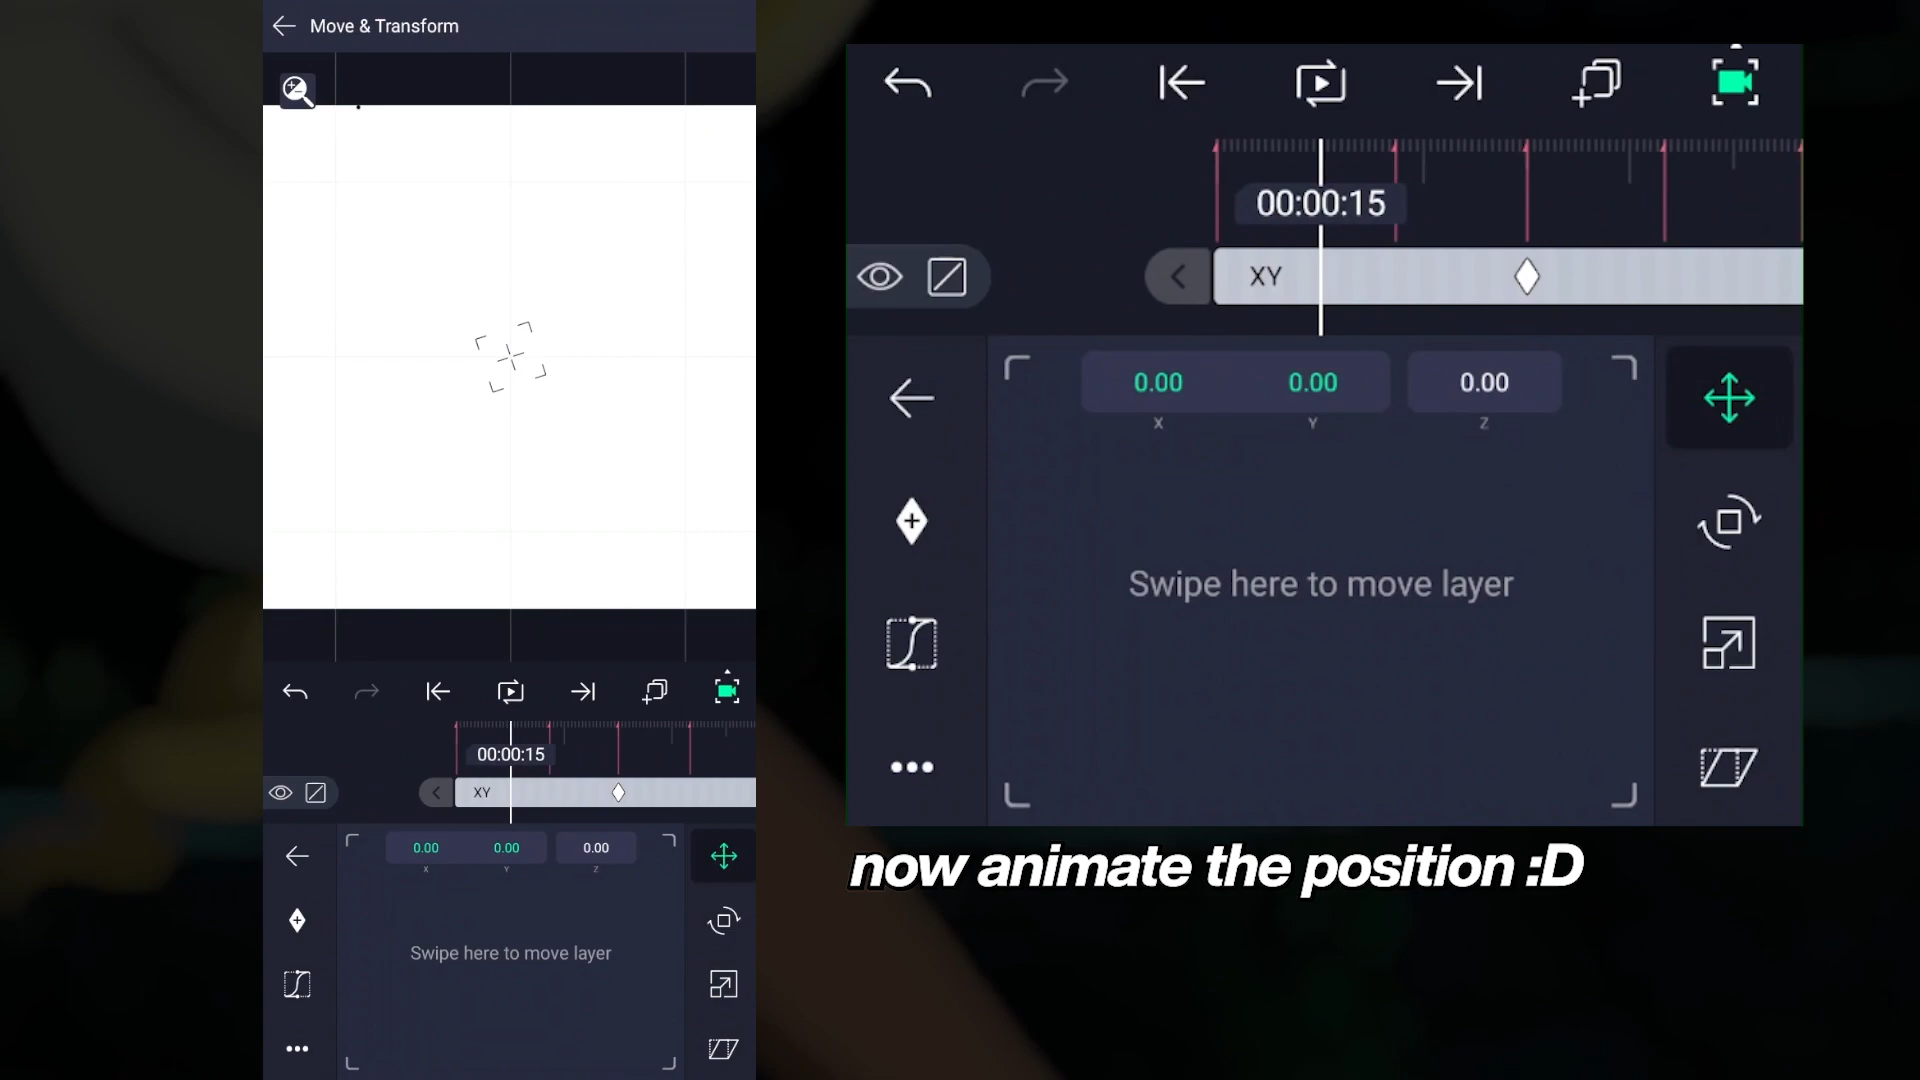 Move & Transform
00:00:15
XY
0.00 0.00 0.00
X Y Z
Swipe here to move layer
00:00:15
XY
0.00 0.00 0.00
X Y Z
Swipe here to move layer
now animate the position :D